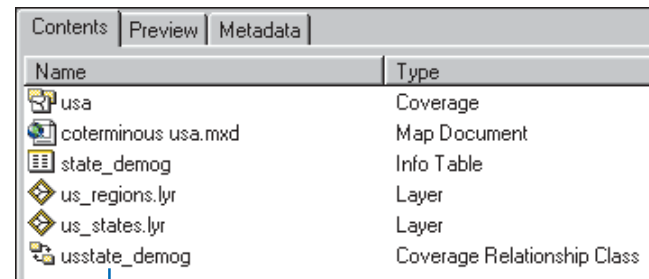 Contents Preview Metadata
Name Type
usa Coverage
coterminous usa.mxd Map Document
state_demog Info Table
us_regions.lyr Layer
us_states.lyr Layer
usstate_demog Coverage Relationship Class